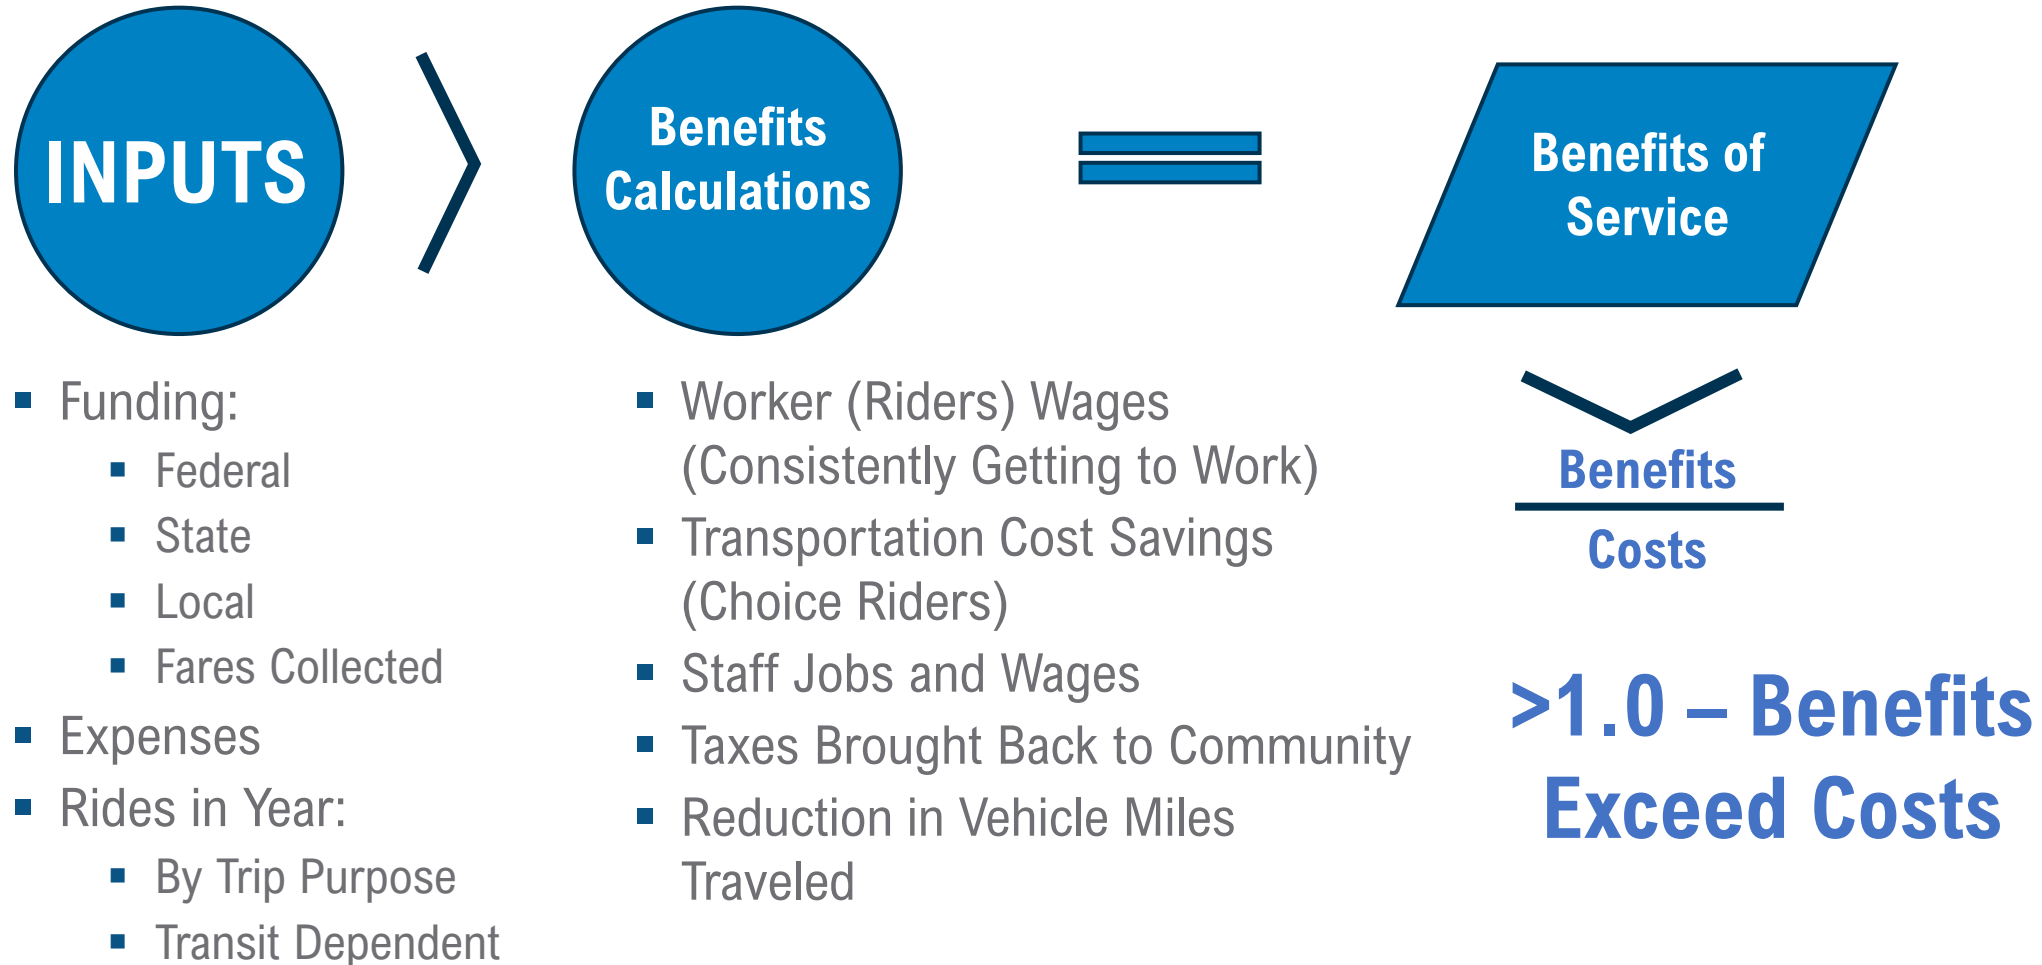 INPUTS
Funding:
Federal
State
Local
Fares Collected
Expenses
Rides in Year:
By Trip Purpose
Transit Dependent
Benefits
Calculations
Worker (Riders) Wages
(Consistently Getting to Work)
Transportation Cost Savings
(Choice Riders)
Staff Jobs and Wages
Taxes Brought Back to Community
Reduction in Vehicle Miles
Traveled
Benefits of
Service
Benefits
Costs
>1.0 – Benefits
Exceed Costs